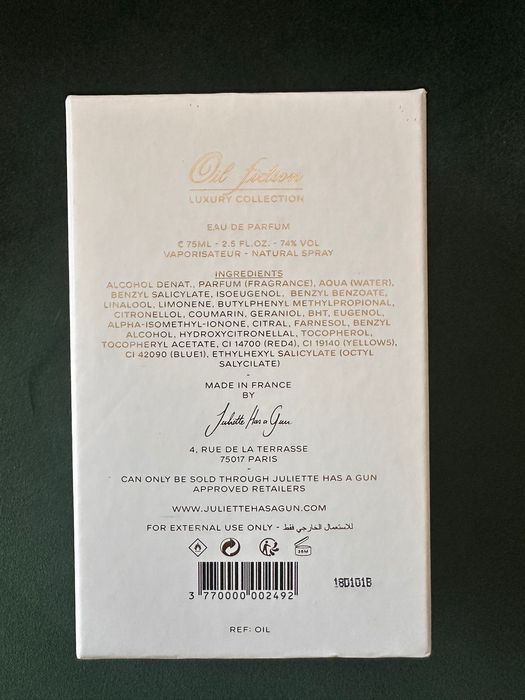 Oil fiction
LUXURY COLLECTION
EAU DE PARFUM
℮ 75ML - 2.5 FL.OZ. - 74% VOL
VAPORISATEUR - NATURAL SPRAY
INGREDIENTS
ALCOHOL DENAT., PARFUM (FRAGRANCE), AQUA (WATER),
BENZYL SALICYLATE, ISOEUGENOL, BENZYL BENZOATE,
LINALOOL, LIMONENE, BUTYLPHENYL METHYLPROPIONAL,
CITRONELLOL, COUMARIN, GERANIOL, BHT, EUGENOL,
ALPHA-ISOMETHYL-IONONE, CITRAL, FARNESOL, BENZYL
ALCOHOL, HYDROXYCITRONELLAL, TOCOPHEROL,
TOCOPHERYL ACETATE, CI 14700 (RED4), CI 19140 (YELLOW5),
CI 42090 (BLUE1), ETHYLHEXYL SALICYLATE (OCTYL
SALYCILATE)
-
MADE IN FRANCE
BY
Juliette Has a Gun
4, RUE DE LA TERRASSE
75017 PARIS
-
CAN ONLY BE SOLD THROUGH JULIETTE HAS A GUN
APPROVED RETAILERS
-
WWW.JULIETTEHASAGUN.COM
-
FOR EXTERNAL USE ONLY - للاستعمال الخارجي فقط
36M
18D101B
3 770000 002492
REF: OIL